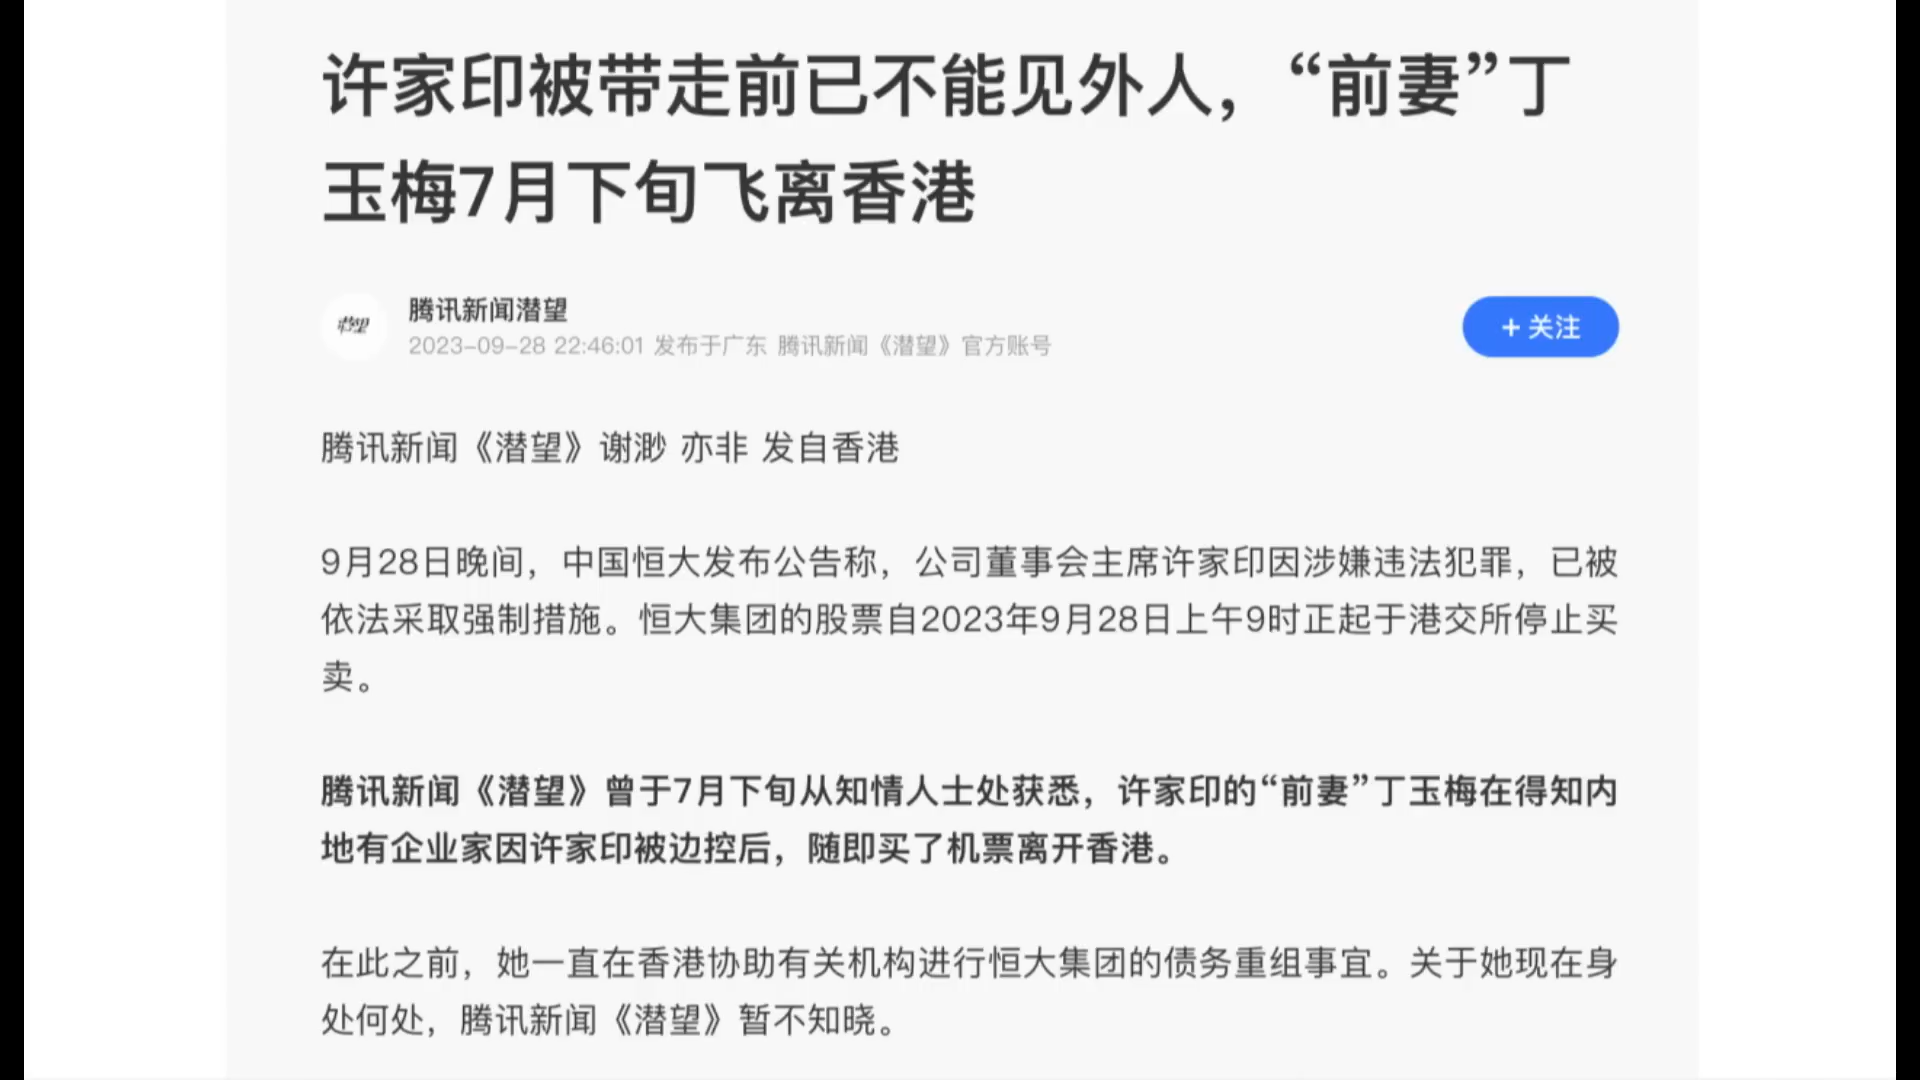 许家印被带走前已不能见外人，“前妻”丁
玉梅7月下旬飞离香港
潜望
腾讯新闻潜望
2023-09-28 22:46:01 发布于广东 腾讯新闻《潜望》官方账号
+ 关注
腾讯新闻《潜望》谢渺 亦非 发自香港
9月28日晚间，中国恒大发布公告称，公司董事会主席许家印因涉嫌违法犯罪，已被
依法采取强制措施。恒大集团的股票自2023年9月28日上午9时正起于港交所停止买
卖。
腾讯新闻《潜望》曾于7月下旬从知情人士处获悉，许家印的“前妻”丁玉梅在得知内
地有企业家因许家印被边控后，随即买了机票离开香港。
在此之前，她一直在香港协助有关机构进行恒大集团的债务重组事宜。关于她现在身
处何处，腾讯新闻《潜望》暂不知晓。